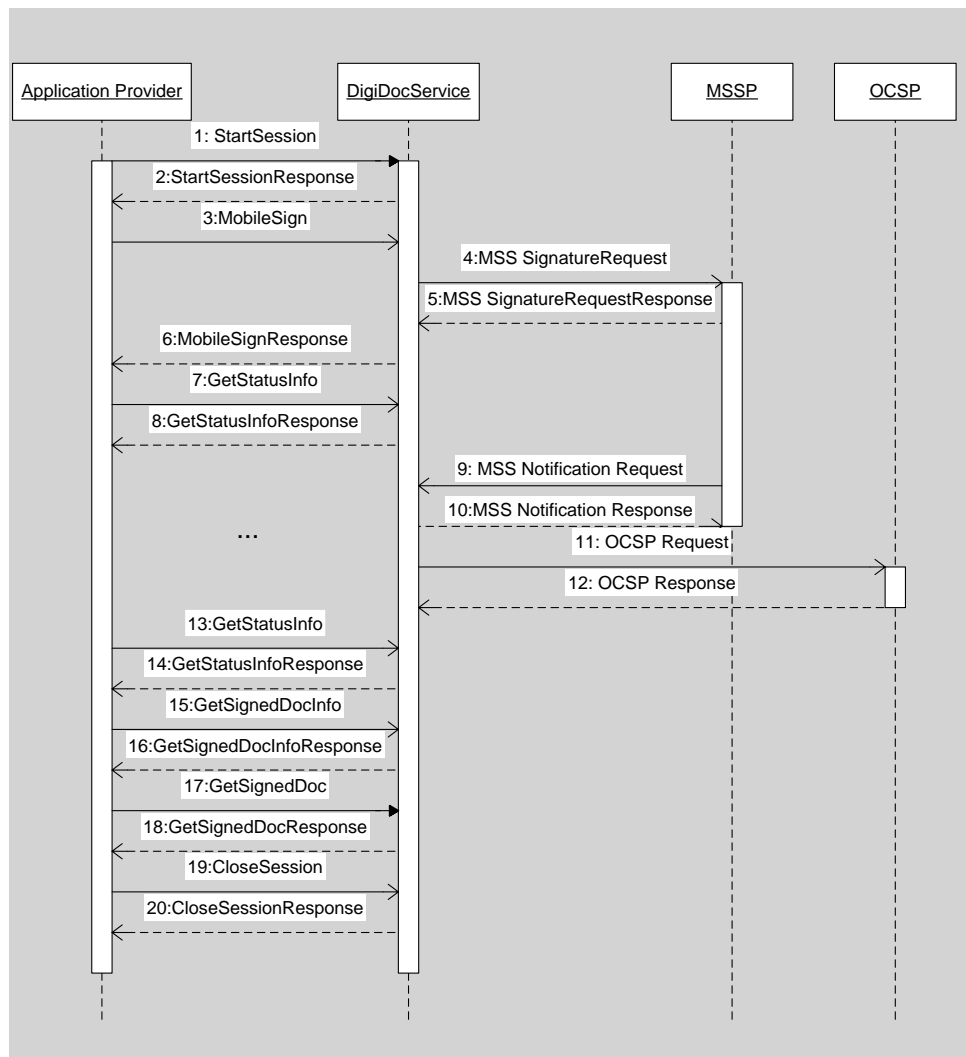 Application Provider
DigiDocService
MSSP
OCSP
1: StartSession
2:StartSessionResponse
3:MobileSign
4:MSS SignatureRequest
5:MSS SignatureRequestResponse
6:MobileSignResponse
7:GetStatusInfo
8:GetStatusInfoResponse
9: MSS Notification Request
10:MSS Notification Response
...
11: OCSP Request
12: OCSP Response
13:GetStatusInfo
14:GetStatusInfoResponse
15:GetSignedDocInfo
16:GetSignedDocInfoResponse
17:GetSignedDoc
18:GetSignedDocResponse
19:CloseSession
20:CloseSessionResponse